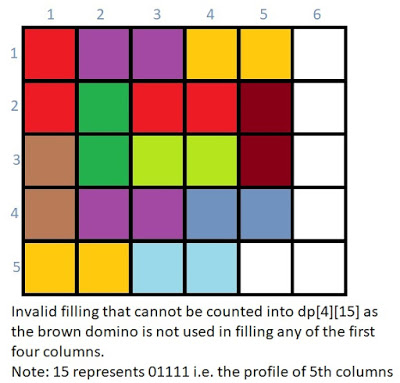 1 2 3 4 5 6
1
2
3
4
5
Invalid filling that cannot be counted into dp[4][15] as
the brown domino is not used in filling any of the first
four columns.
Note: 15 represents 01111 i.e. the profile of 5th columns